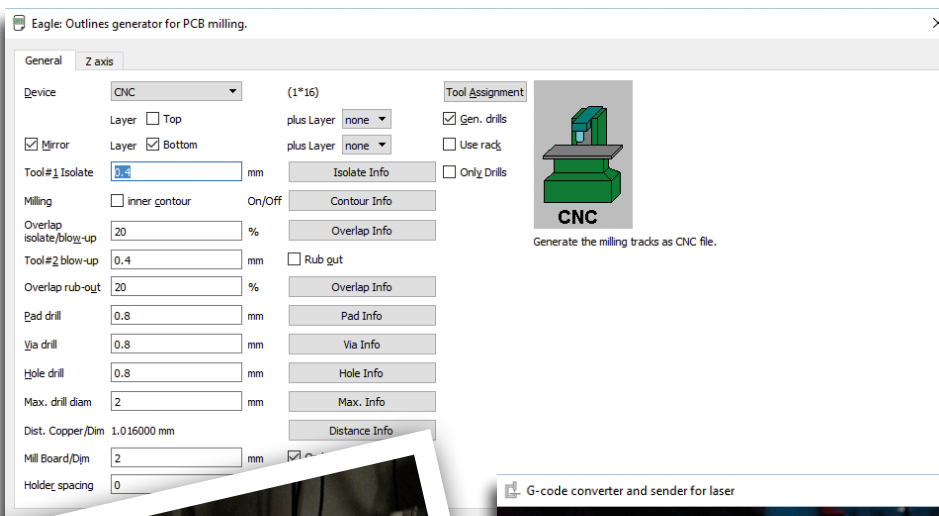 Eagle: Outlines generator for PCB milling.
General Z axis
Device CNC (1*16) Tool Assignment
Layer Top plus Layer none Gen. drills
Mirror Layer Bottom plus Layer none Use rack
Tool#1 Isolate 0.4 mm Isolate Info Only Drills
Milling inner contour On/Off Contour Info
CNC
Overlap
isolate/blow-up 20 % Overlap Info
Generate the milling tracks as CNC file.
Tool#2 blow-up 0.4 mm Rub out
Overlap rub-out 20 % Overlap Info
Pad drill 0.8 mm Pad Info
Via drill 0.8 mm Via Info
Hole drill 0.8 mm Hole Info
Max. drill diam 2 mm Max. Info
Dist. Copper/Dim 1.016000 mm Distance Info
Mill Board/Dim 2 mm
Holder spacing 0
G-code converter and sender for laser